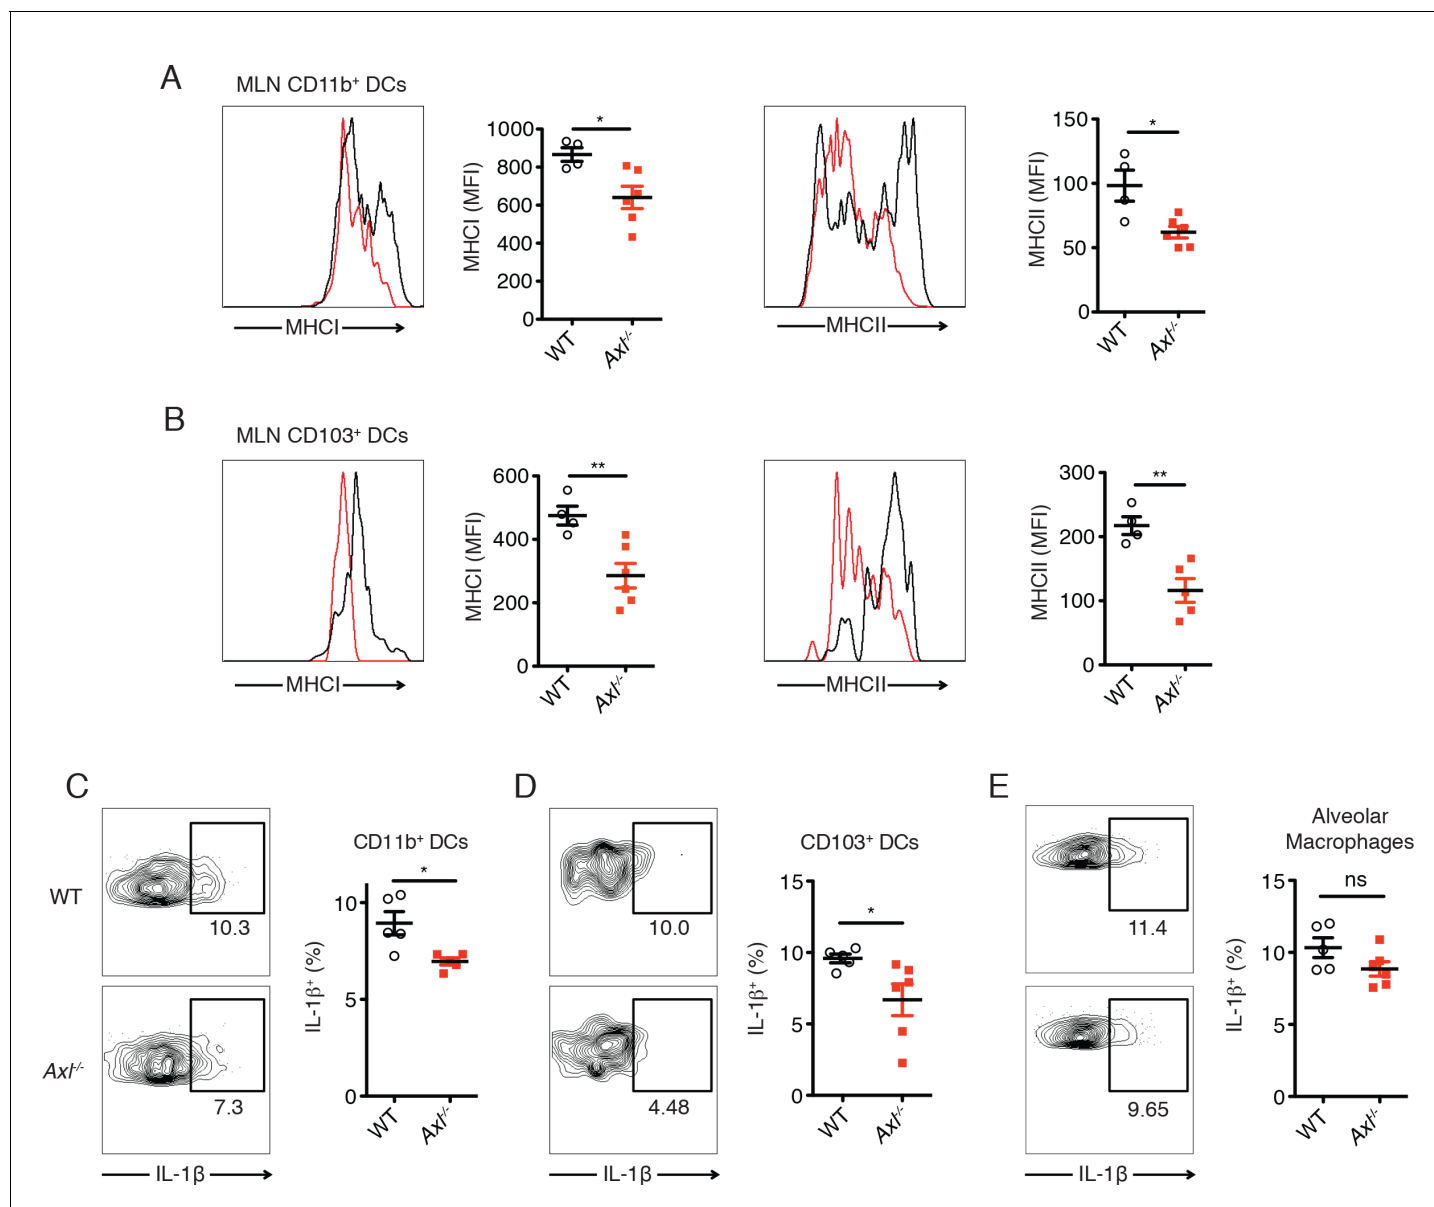 A
MLN CD11b⁺ DCs
MHCI
1000
800
600
400
200
0
MHCI (MFI)
*
WT
Axl⁻/⁻
MHCII
150
100
50
0
MHCII (MFI)
*
WT
Axl⁻/⁻
B
MLN CD103⁺ DCs
MHCI
600
400
200
0
MHCI (MFI)
**
WT
Axl⁻/⁻
MHCII
300
200
100
0
MHCII (MFI)
**
WT
Axl⁻/⁻
C
WT
10.3
Axl⁻/⁻
7.3
IL-1β
CD11b⁺ DCs
*
10
5
0
IL-1β⁺ (%)
WT
Axl⁻/⁻
D
10.0
4.48
IL-1β
CD103⁺ DCs
*
15
10
5
0
IL-1β⁺ (%)
WT
Axl⁻/⁻
E
11.4
9.65
IL-1β
Alveolar
Macrophages
ns
15
10
5
0
IL-1β⁺ (%)
WT
Axl⁻/⁻